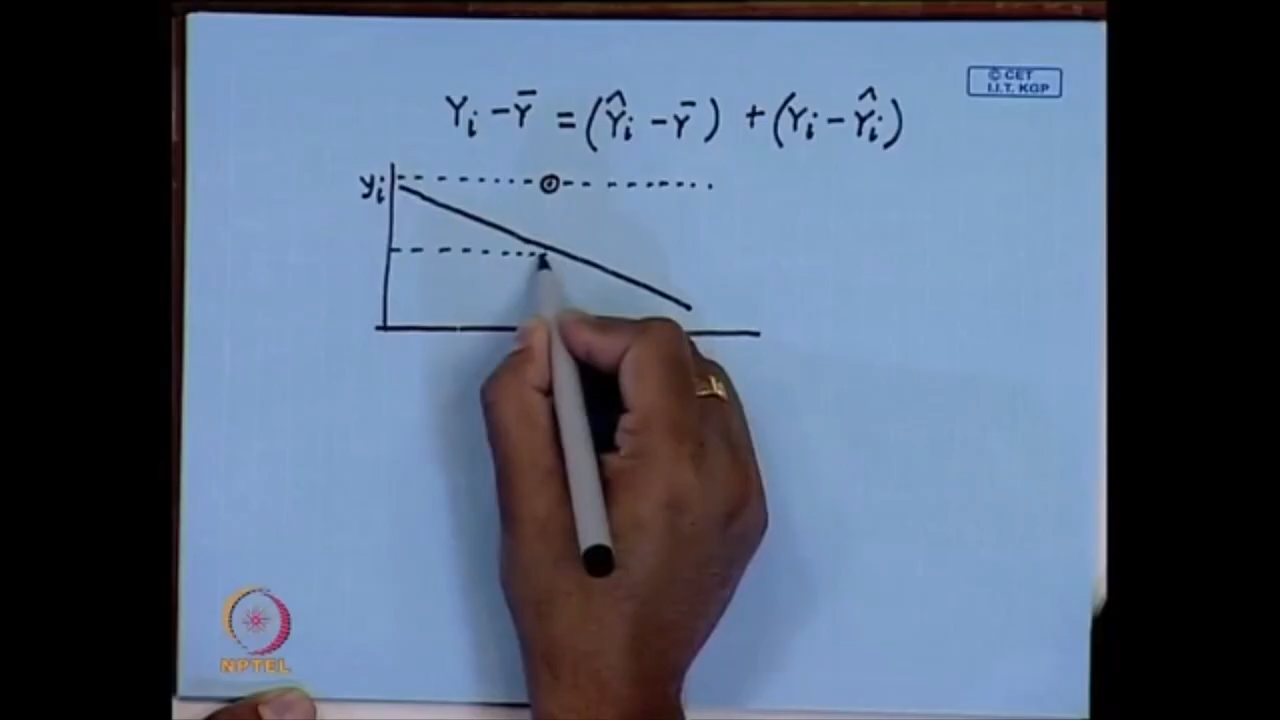 © CET
I.I.T. KGP
Yᵢ - Ȳ = (Ŷᵢ - Ȳ) + (Yᵢ - Ŷᵢ)
yᵢ
NPTEL